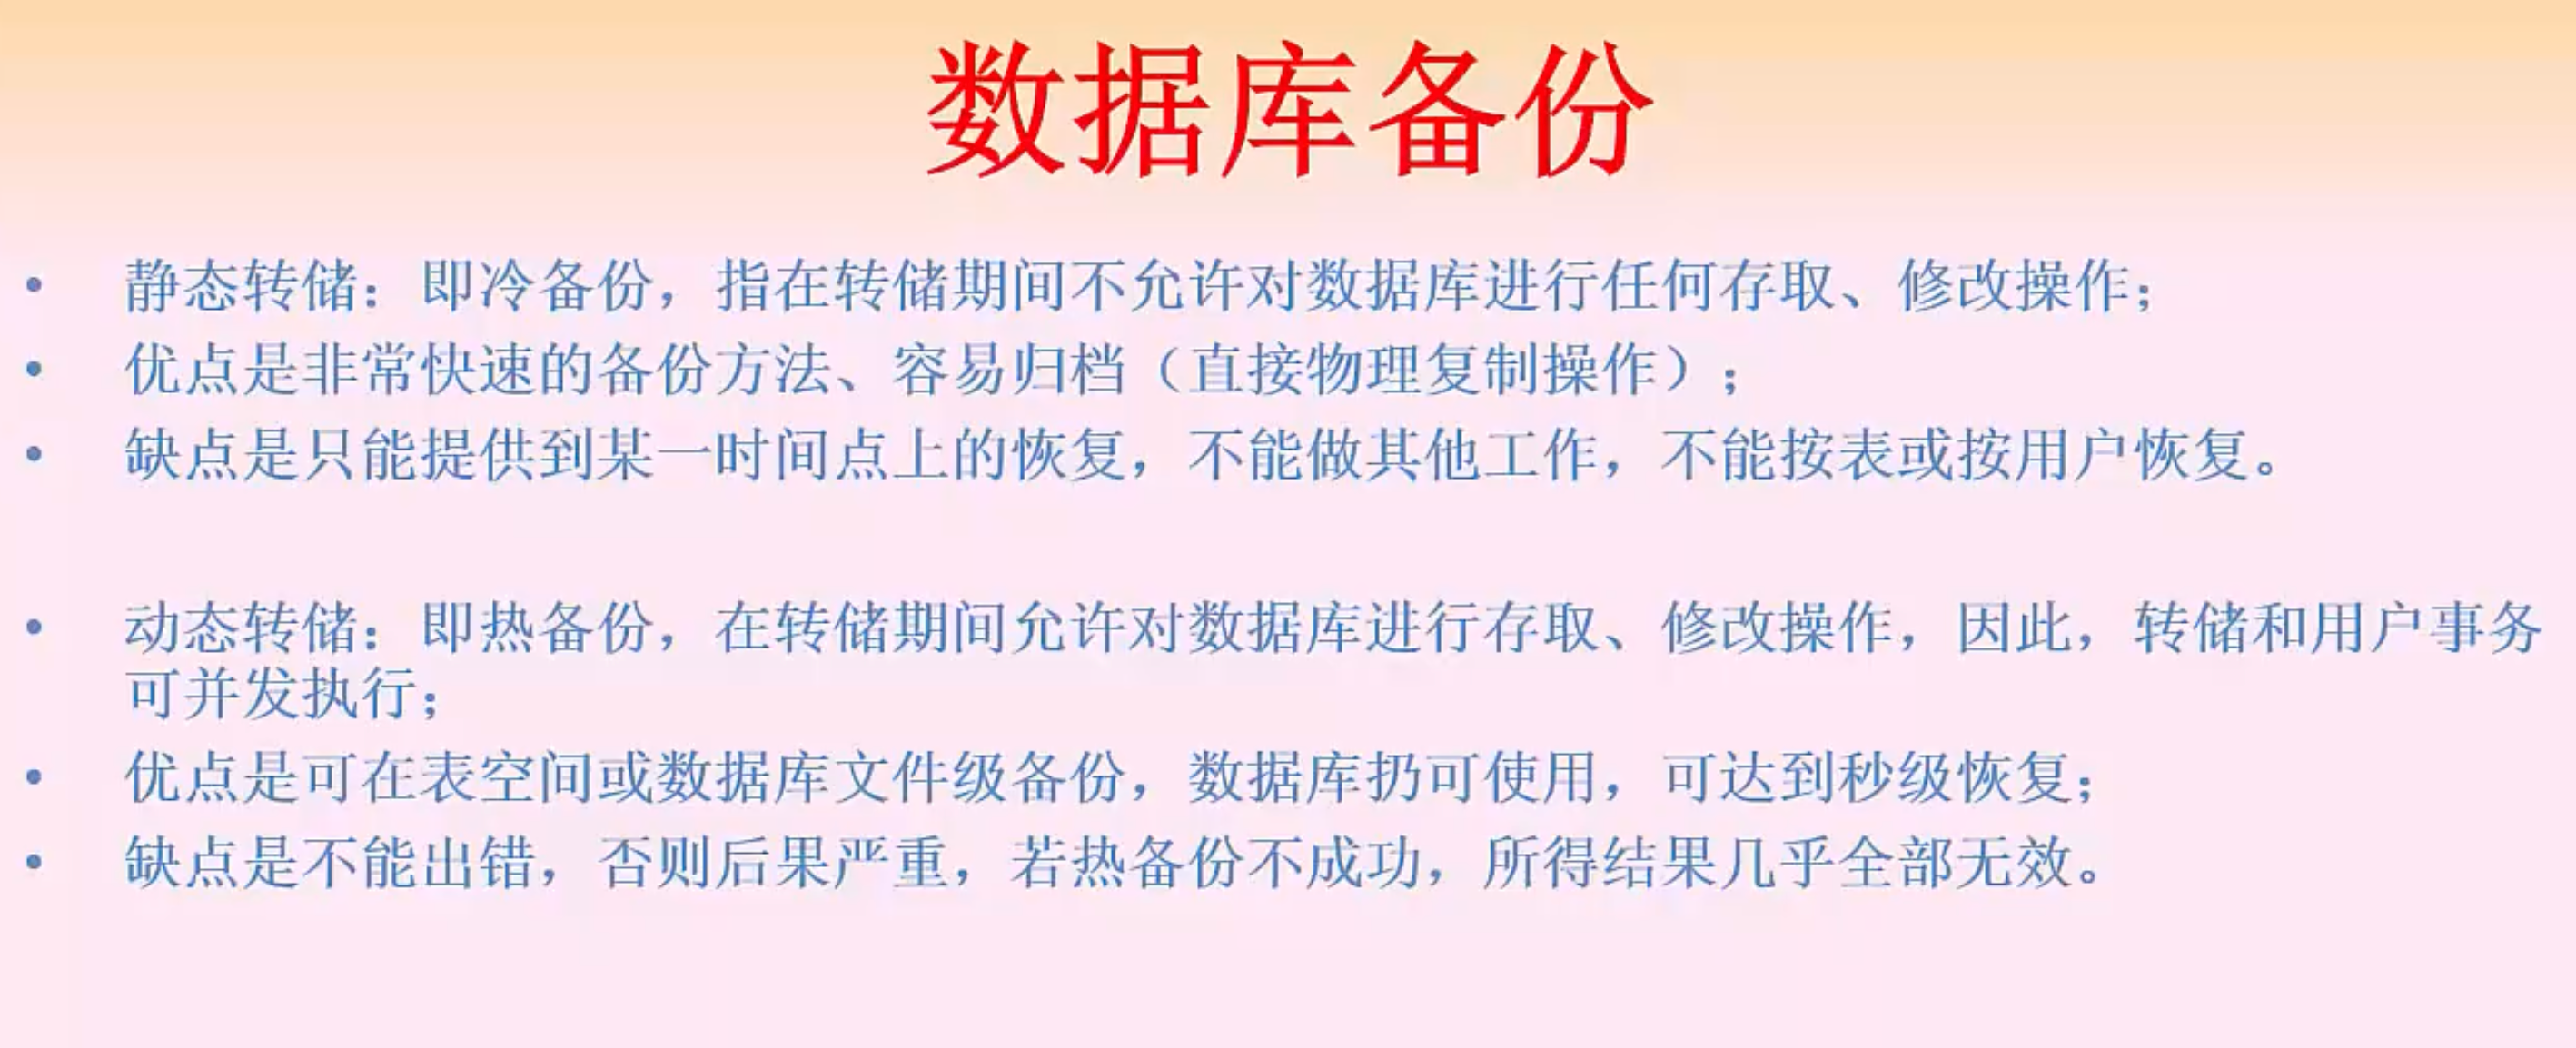 数据库备份
• 静态转储：即冷备份，指在转储期间不允许对数据库进行任何存取、修改操作；
• 优点是非常快速的备份方法、容易归档（直接物理复制操作）；
• 缺点是只能提供到某一时间点上的恢复，不能做其他工作，不能按表或按用户恢复。
• 动态转储：即热备份，在转储期间允许对数据库进行存取、修改操作，因此，转储和用户事务
可并发执行；
• 优点是可在表空间或数据库文件级备份，数据库扔可使用，可达到秒级恢复；
• 缺点是不能出错，否则后果严重，若热备份不成功，所得结果几乎全部无效。